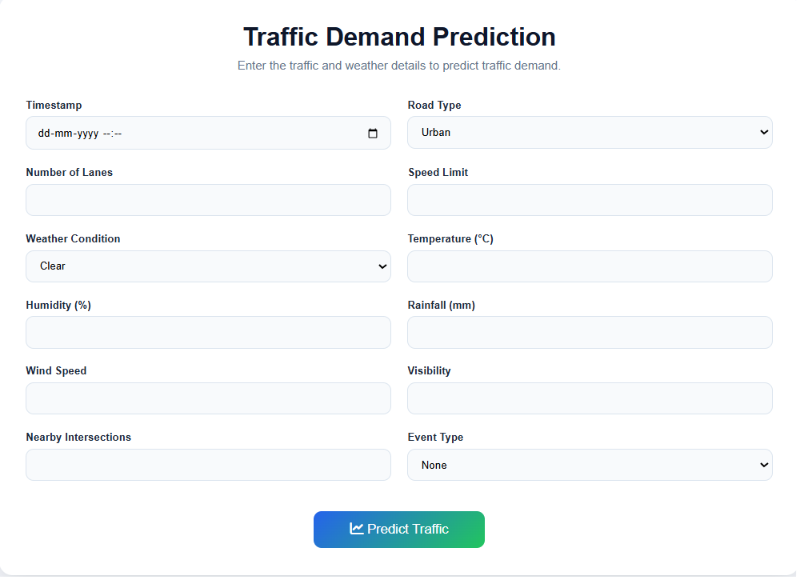 Traffic Demand Prediction
Enter the traffic and weather details to predict traffic demand.
Timestamp
Road Type
dd-mm-yyyy --:--
Urban
Number of Lanes
Speed Limit
Weather Condition
Temperature (°C)
Clear
Humidity (%)
Rainfall (mm)
Wind Speed
Visibility
Nearby Intersections
Event Type
None
Predict Traffic